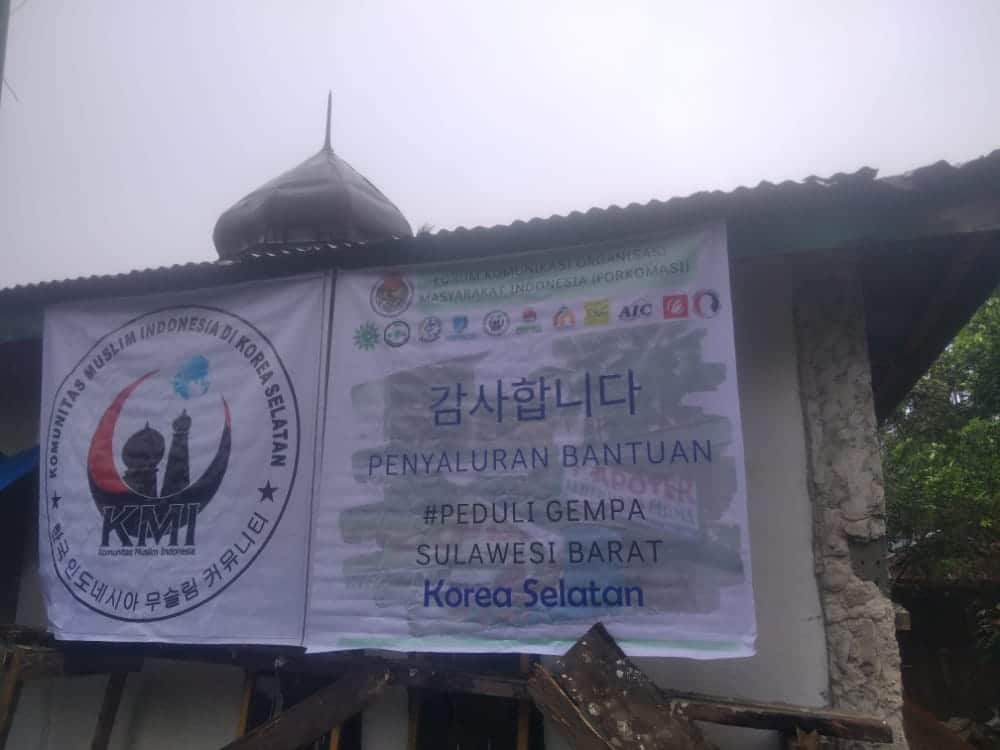 KOMUNITAS MUSLIM INDONESIA DI KOREA SELATAN
KMI
Komunitas Muslim Indonesia
한국 인도네시아 무슬림 커뮤니티
FORUM KOMUNIKASI ORGANISASI
MASYARAKAT INDONESIA (FORKOMASI)
AIC
감사합니다
PENYALURAN BANTUAN
APOTEK
#PEDULI GEMPA
SULAWESI BARAT
Korea Selatan